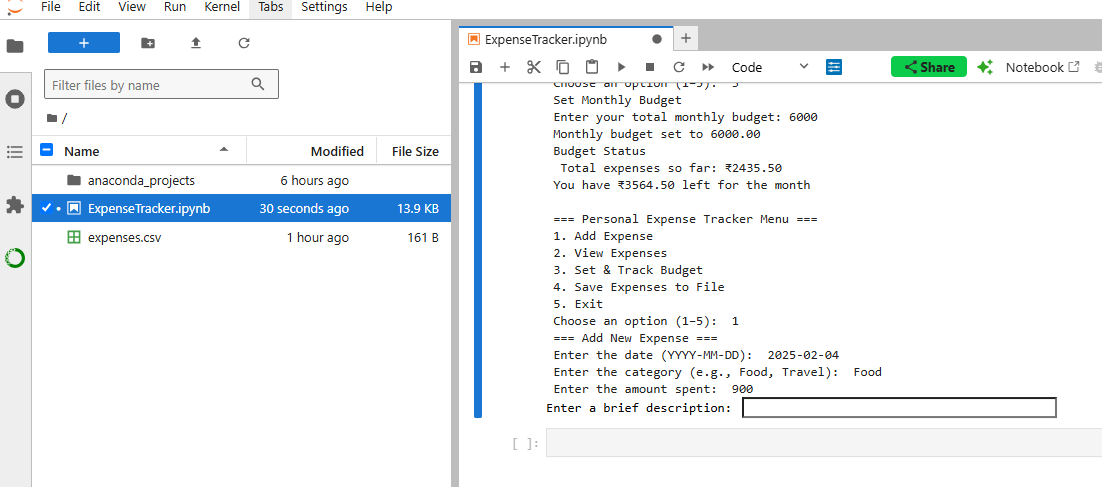 File Edit View Run Kernel Tabs Settings Help
Filter files by name
/
Name Modified File Size
anaconda_projects 6 hours ago
ExpenseTracker.ipynb 30 seconds ago 13.9 KB
expenses.csv 1 hour ago 161 B
ExpenseTracker.ipynb
Code Share Notebook
Choose an option (1–5): 3
Set Monthly Budget
Enter your total monthly budget: 6000
Monthly budget set to 6000.00
Budget Status
Total expenses so far: ₹2435.50
You have ₹3564.50 left for the month
=== Personal Expense Tracker Menu ===
1. Add Expense
2. View Expenses
3. Set & Track Budget
4. Save Expenses to File
5. Exit
Choose an option (1–5): 1
=== Add New Expense ===
Enter the date (YYYY-MM-DD): 2025-02-04
Enter the category (e.g., Food, Travel): Food
Enter the amount spent: 900
Enter a brief description:
[ ]: